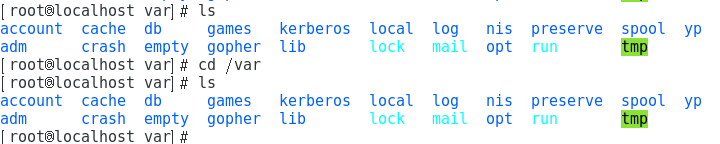 [root@localhost var]# ls
account  cache  db     games   kerberos  local  log   nis  preserve  spool  yp
adm      crash  empty  gopher  lib       lock   mail  opt  run       tmp
[root@localhost var]# cd /var
[root@localhost var]# ls
account  cache  db     games   kerberos  local  log   nis  preserve  spool  yp
adm      crash  empty  gopher  lib       lock   mail  opt  run       tmp
[root@localhost var]#